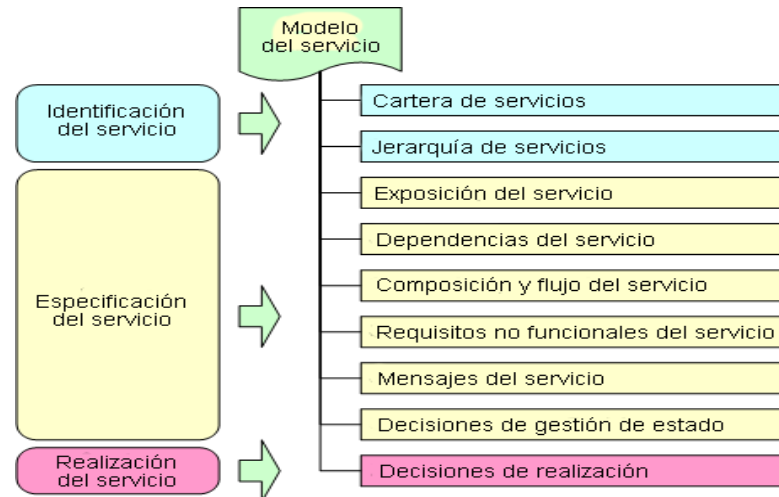 Modelo
del servicio
Identificación
del servicio
Cartera de servicios
Jerarquía de servicios
Especificación
del servicio
Exposición del servicio
Dependencias del servicio
Composición y flujo del servicio
Requisitos no funcionales del servicio
Mensajes del servicio
Decisiones de gestión de estado
Realización
del servicio
Decisiones de realización